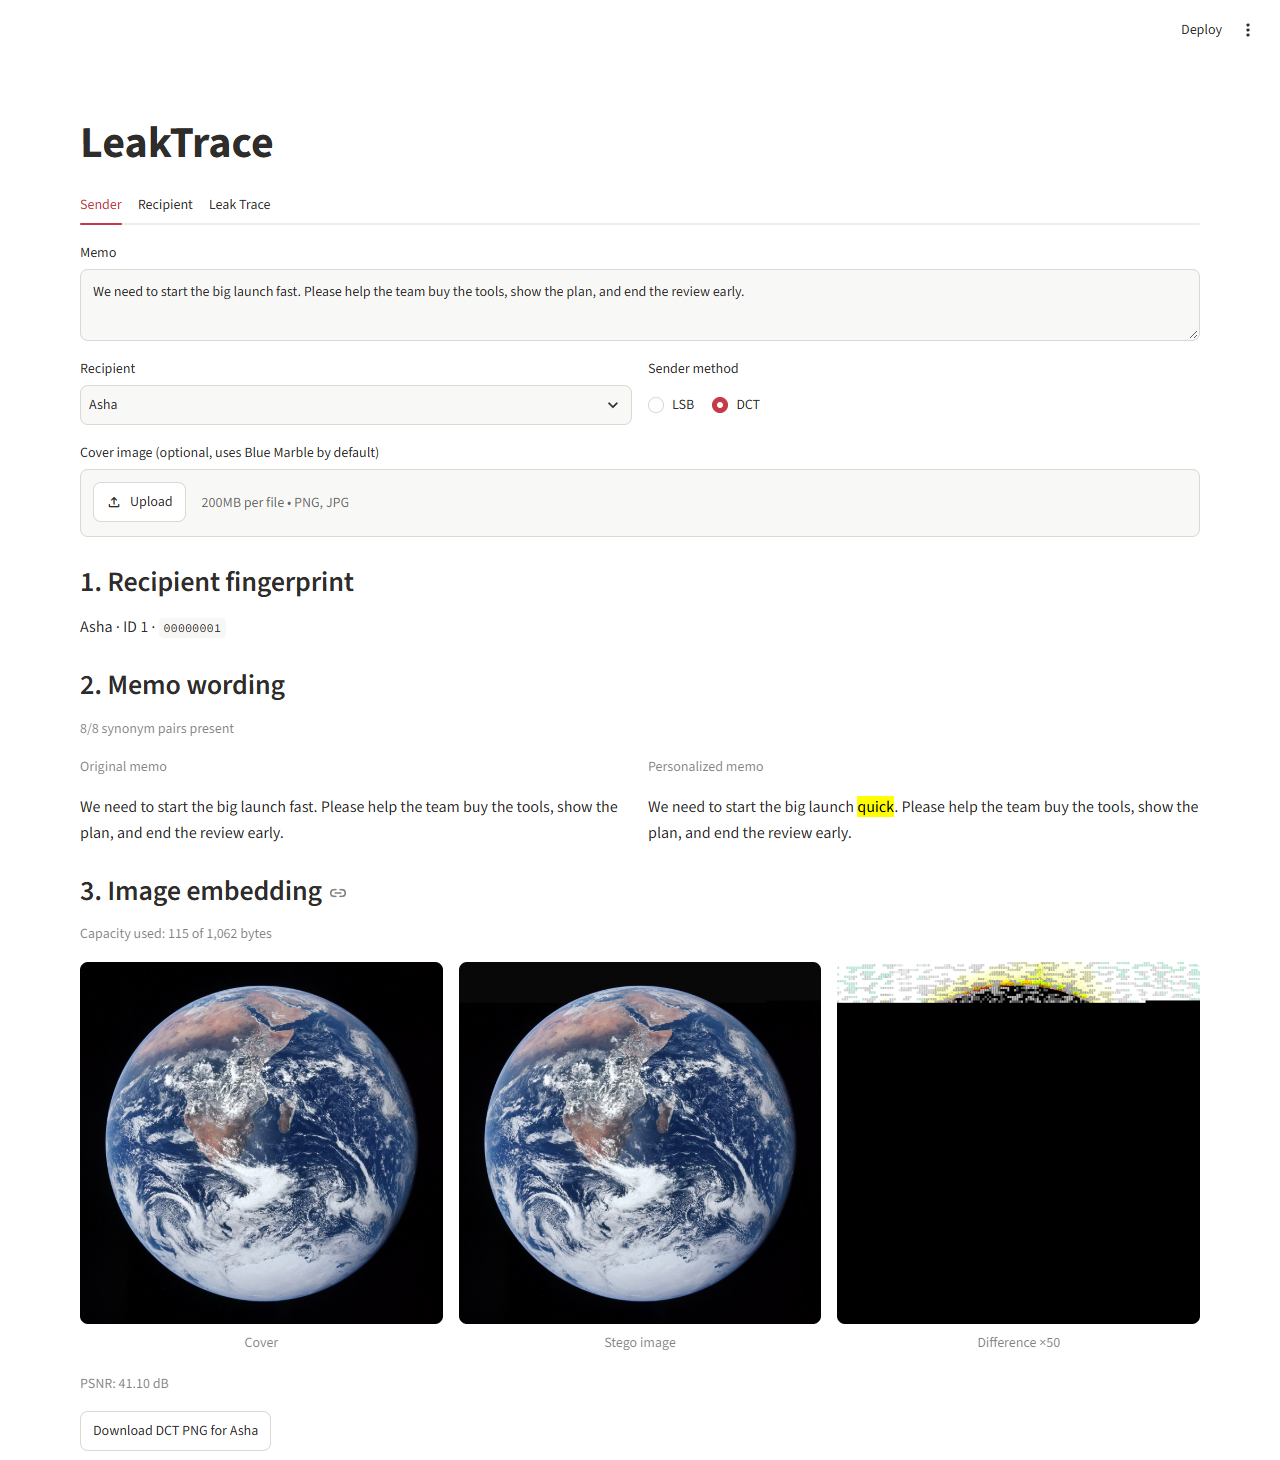 Deploy
LeakTrace
Sender Recipient Leak Trace
Memo
We need to start the big launch fast. Please help the team buy the tools, show the plan, and end the review early.
Recipient Sender method
Asha LSB DCT
Cover image (optional, uses Blue Marble by default)
Upload 200MB per file • PNG, JPG
1. Recipient fingerprint
Asha · ID 1 · 00000001
2. Memo wording
8/8 synonym pairs present
Original memo
We need to start the big launch fast. Please help the team buy the tools, show the
plan, and end the review early.
Personalized memo
We need to start the big launch quick. Please help the team buy the tools, show the
plan, and end the review early.
3. Image embedding
Capacity used: 115 of 1,062 bytes
Cover Stego image Difference ×50
PSNR: 41.10 dB
Download DCT PNG for Asha